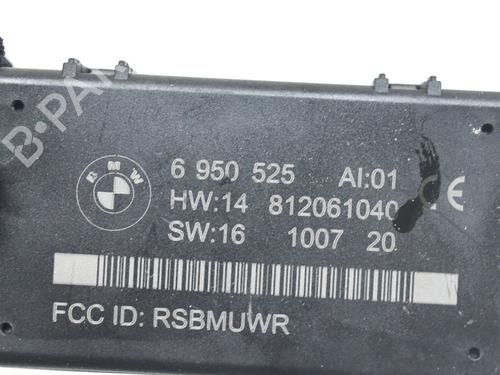 BMW
6 950 525 AI:01
HW:14 812061040
SW:16 1007 20
FCC ID: RSBMUWR
B-PA